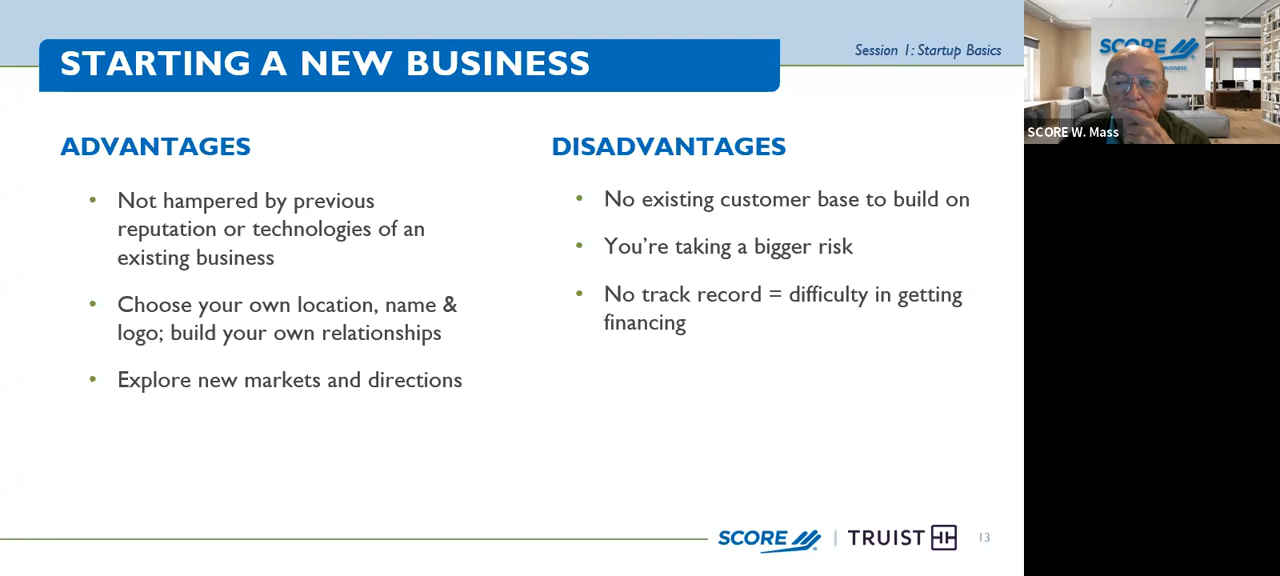 STARTING A NEW BUSINESS
Session 1: Startup Basics
ADVANTAGES
• Not hampered by previous
reputation or technologies of an
existing business
• Choose your own location, name &
logo; build your own relationships
• Explore new markets and directions
DISADVANTAGES
• No existing customer base to build on
• You're taking a bigger risk
• No track record = difficulty in getting
financing
SCORE | TRUIST
13
SCORE
SCORE W. Mass